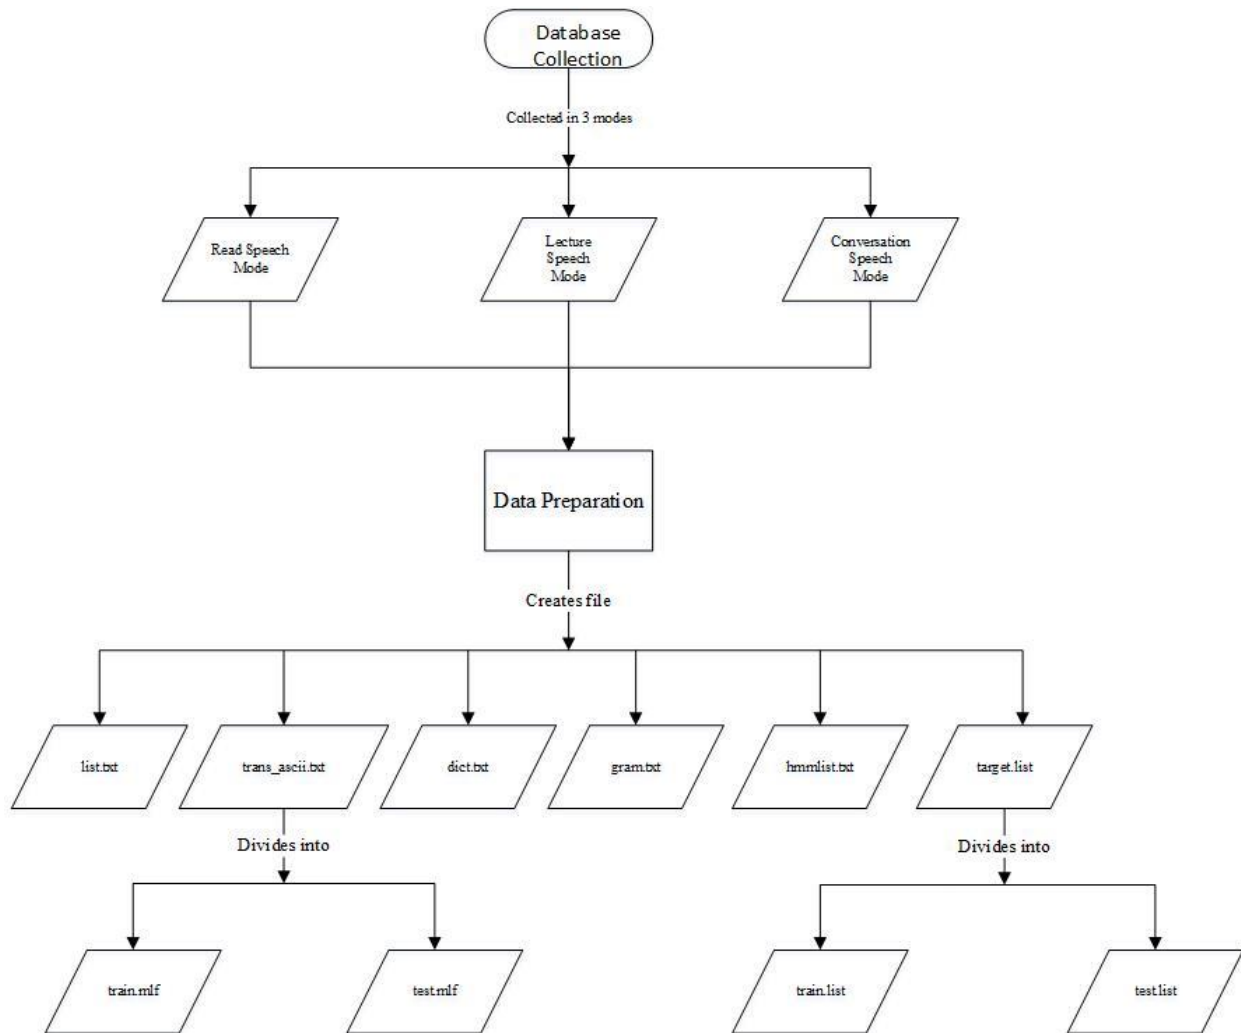 Database
Collection
Collected in 3 modes
Read Speech
Mode
Lecture
Speech
Mode
Conversation
Speech
Mode
Data Preparation
Creates file
list.txt
trans_ascii.txt
dict.txt
gram.txt
hmmlist.txt
target.list
Divides into
Divides into
train.mlf
test.mlf
train.list
test.list